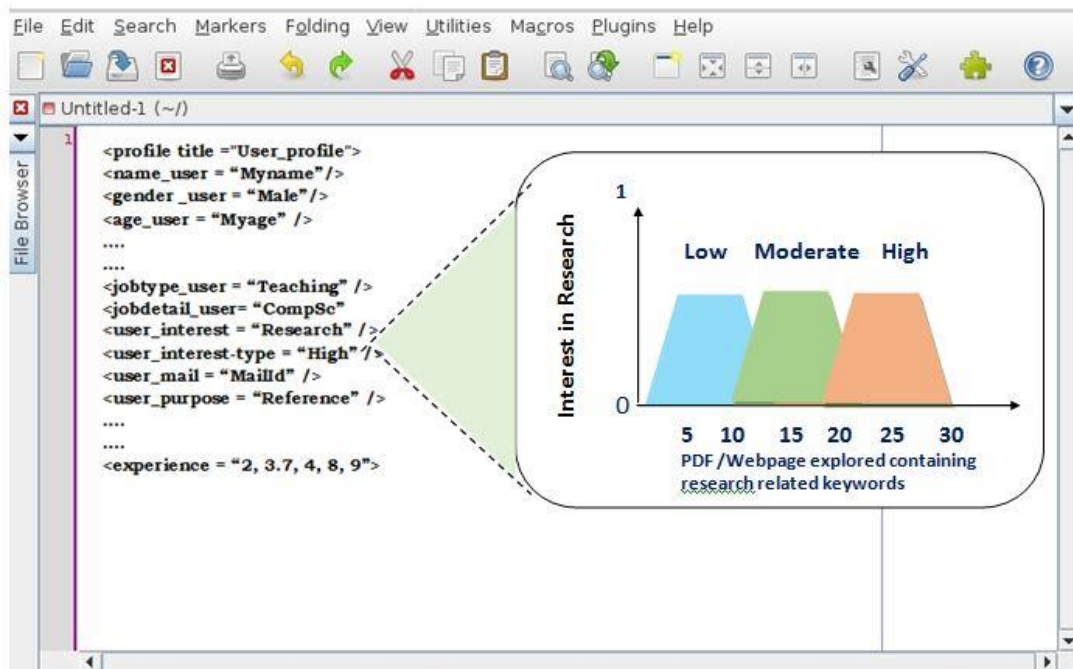 File Edit Search Markers Folding View Utilities Macros Plugins Help
Untitled-1 (~/)
File Browser
1
<profile title ="User_profile">
<name_user = “Myname”/>
<gender _user = “Male”/>
<age_user = “Myage” />
....
....
<jobtype_user = “Teaching” />
<jobdetail_user= “CompSc”
<user_interest = “Research” />
<user_interest-type = “High” />
<user_mail = “MailId” />
<user_purpose = “Reference” />
....
....
<experience = “2, 3.7, 4, 8, 9”>
Interest in Research
1
Low Moderate High
0
5 10 15 20 25 30
PDF /Webpage explored containing
research related keywords